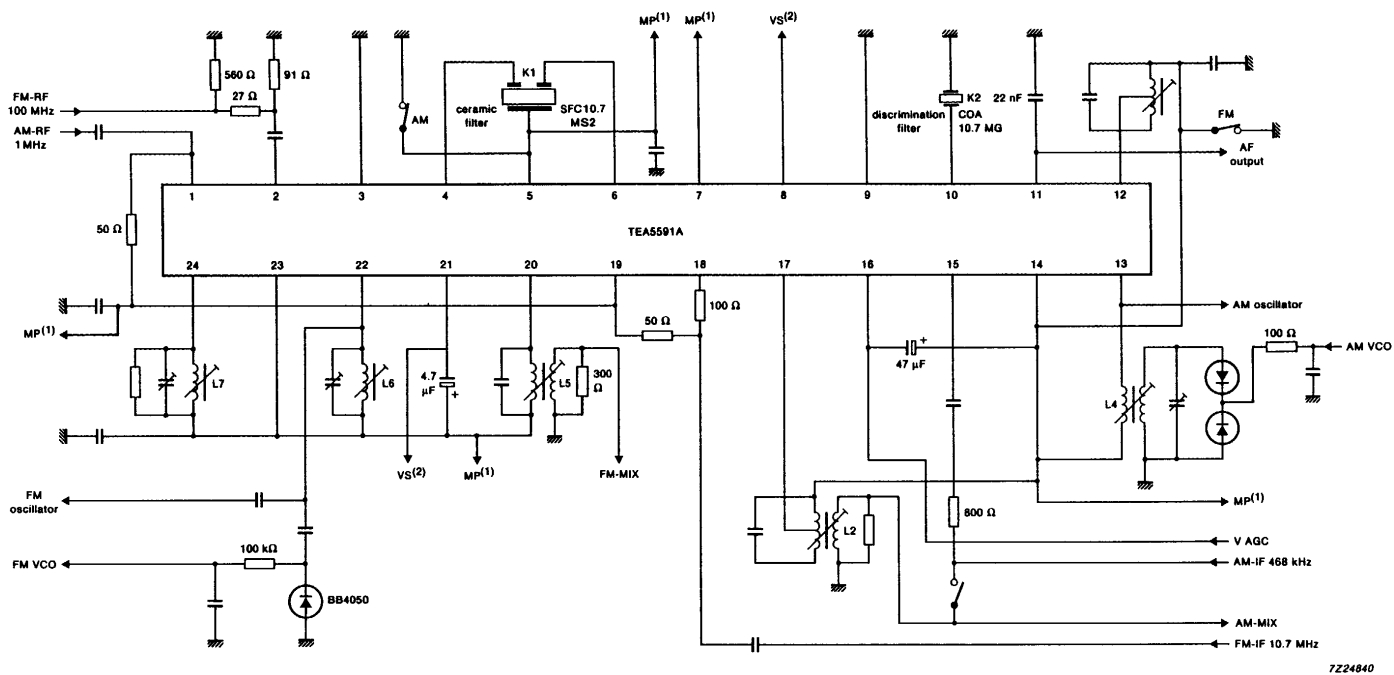 MP(1)
MP(1)
VS(2)
560 Ω
91 Ω
27 Ω
FM-RF
100 MHz
AM-RF
1MHz
AM
K1
ceramic
filter
SFC10.7
MS2
discrimination
filter
K2
COA
10.7 MG
22 nF
FM
AF
output
1
2
3
4
5
6
7
8
9
10
11
12
50 Ω
TEA5591A
24
23
22
21
20
19
18
17
16
15
14
13
MP(1)
50 Ω
100 Ω
AM oscillator
100 Ω
AM VCO
47 µF
+
L7
L6
4.7
µF
+
L5
300
Ω
L4
VS(2)
MP(1)
FM-MIX
FM
oscillator
MP(1)
800 Ω
L2
V AGC
100 kΩ
FM VCO
AM-IF 468 kHz
BB4050
AM-MIX
FM-IF 10.7 MHz
7Z24840